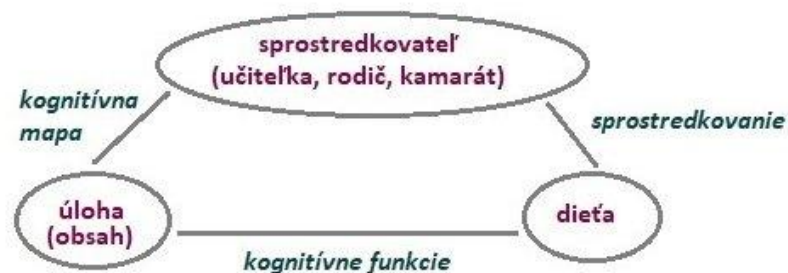 sprostredkovateľ
(učiteľka, rodič, kamarát)
kognitívna
mapa
sprostredkovanie
úloha
(obsah)
dieťa
kognitívne funkcie